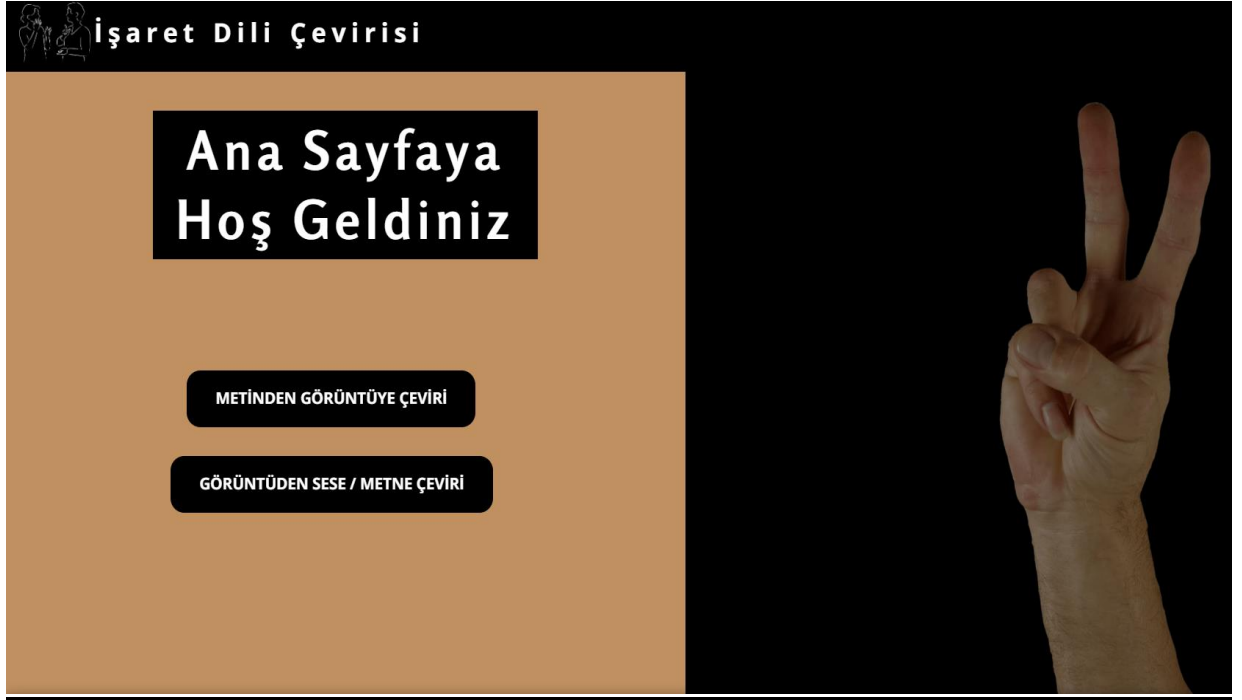 İşaret Dili Çevirisi
Ana Sayfaya
Hoş Geldiniz
METİNDEN GÖRÜNTÜYE ÇEVİRİ
GÖRÜNTÜDEN SESE / METNE ÇEVİRİ